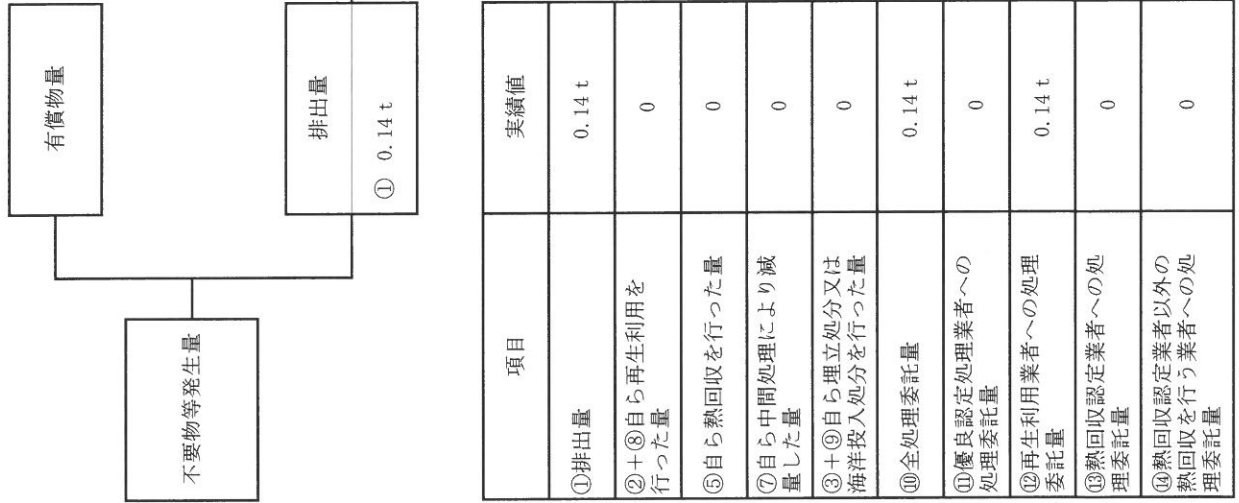 有償物量
不要物等発生量
排出量
① 0.14 t
項目
実績値
①排出量
0.14 t
②+⑧自ら再生利用を
行った量
0
⑤自ら熱回収を行った量
0
⑦自ら中間処理により減
量した量
0
③+⑨自ら埋立処分又は
海洋投入処分を行った量
0
⑩全処理委託量
0.14 t
⑪優良認定処理業者への
処理委託量
0
⑫再生利用業者への処理
委託量
0.14 t
⑬熱回収認定業者への処
理委託量
0
⑭熱回収認定業者以外の
熱回収を行う業者への処
理委託量
0